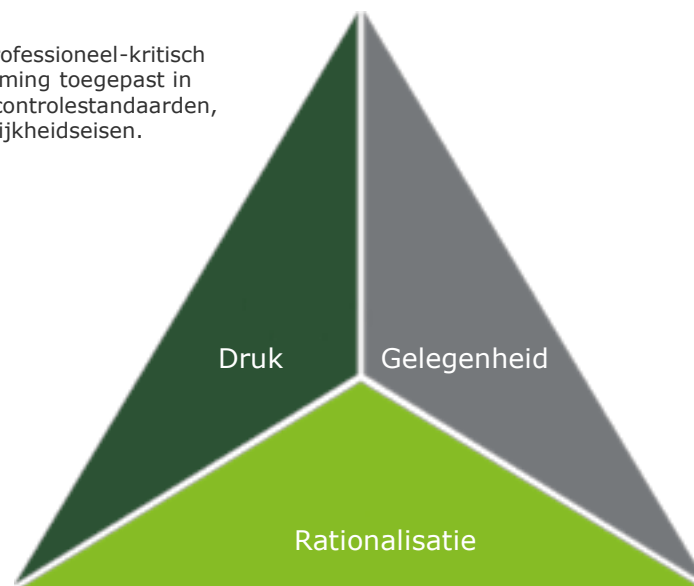 ofessioneel-kritisch
ming toegepast in
controlestandaarden,
ijkheidseisen.
Druk
Gelegenheid
Rationalisatie